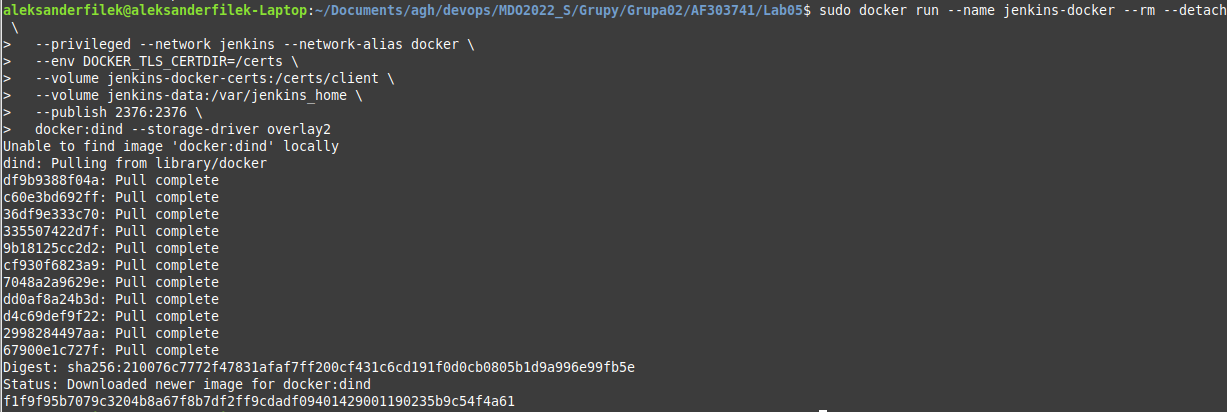 aleksanderfilek@aleksanderfilek-Laptop:~/Documents/agh/devops/MDO2022_S/Grupy/Grupa02/AF303741/Lab05$ sudo docker run --name jenkins-docker --rm --detach
 \
>   --privileged --network jenkins --network-alias docker \
>   --env DOCKER_TLS_CERTDIR=/certs \
>   --volume jenkins-docker-certs:/certs/client \
>   --volume jenkins-data:/var/jenkins_home \
>   --publish 2376:2376 \
>   docker:dind --storage-driver overlay2
Unable to find image 'docker:dind' locally
dind: Pulling from library/docker
df9b9388f04a: Pull complete
c60e3bd692ff: Pull complete
36df9e333c70: Pull complete
335507422d7f: Pull complete
9b18125cc2d2: Pull complete
cf930f6823a9: Pull complete
7048a2a9629e: Pull complete
dd0af8a24b3d: Pull complete
d4c69def9f22: Pull complete
2998284497aa: Pull complete
67900e1c727f: Pull complete
Digest: sha256:210076c7772f47831afaf7ff200cf431c6cd191f0d0cb0805b1d9a996e99fb5e
Status: Downloaded newer image for docker:dind
f1f9f95b7079c3204b8a67f8b7df2ff9cdadf09401429001190235b9c54f4a61